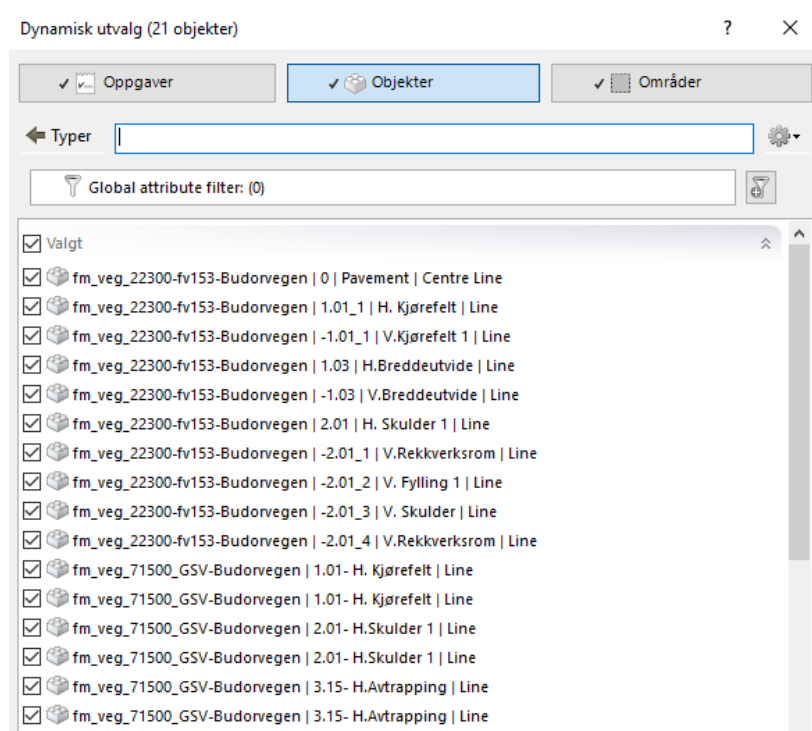 Dynamisk utvalg (21 objekter) ?
Oppgaver Objekter Områder
Typer
Global attribute filter: (0)
Valgt
fm_veg_22300-fv153-Budorvegen | 0 | Pavement | Centre Line
fm_veg_22300-fv153-Budorvegen | 1.01_1 | H. Kjørefelt | Line
fm_veg_22300-fv153-Budorvegen | -1.01_1 | V.Kjørefelt 1 | Line
fm_veg_22300-fv153-Budorvegen | 1.03 | H.Breddeutvide | Line
fm_veg_22300-fv153-Budorvegen | -1.03 | V.Breddeutvide | Line
fm_veg_22300-fv153-Budorvegen | 2.01 | H. Skulder 1 | Line
fm_veg_22300-fv153-Budorvegen | -2.01_1 | V.Rekkverksrom | Line
fm_veg_22300-fv153-Budorvegen | -2.01_2 | V. Fylling 1 | Line
fm_veg_22300-fv153-Budorvegen | -2.01_3 | V. Skulder | Line
fm_veg_22300-fv153-Budorvegen | -2.01_4 | V.Rekkverksrom | Line
fm_veg_71500_GSV-Budorvegen | 1.01- H. Kjørefelt | Line
fm_veg_71500_GSV-Budorvegen | 1.01- H. Kjørefelt | Line
fm_veg_71500_GSV-Budorvegen | 2.01- H.Skulder 1 | Line
fm_veg_71500_GSV-Budorvegen | 2.01- H.Skulder 1 | Line
fm_veg_71500_GSV-Budorvegen | 3.15- H.Avtrapping | Line
fm_veg_71500_GSV-Budorvegen | 3.15- H.Avtrapping | Line